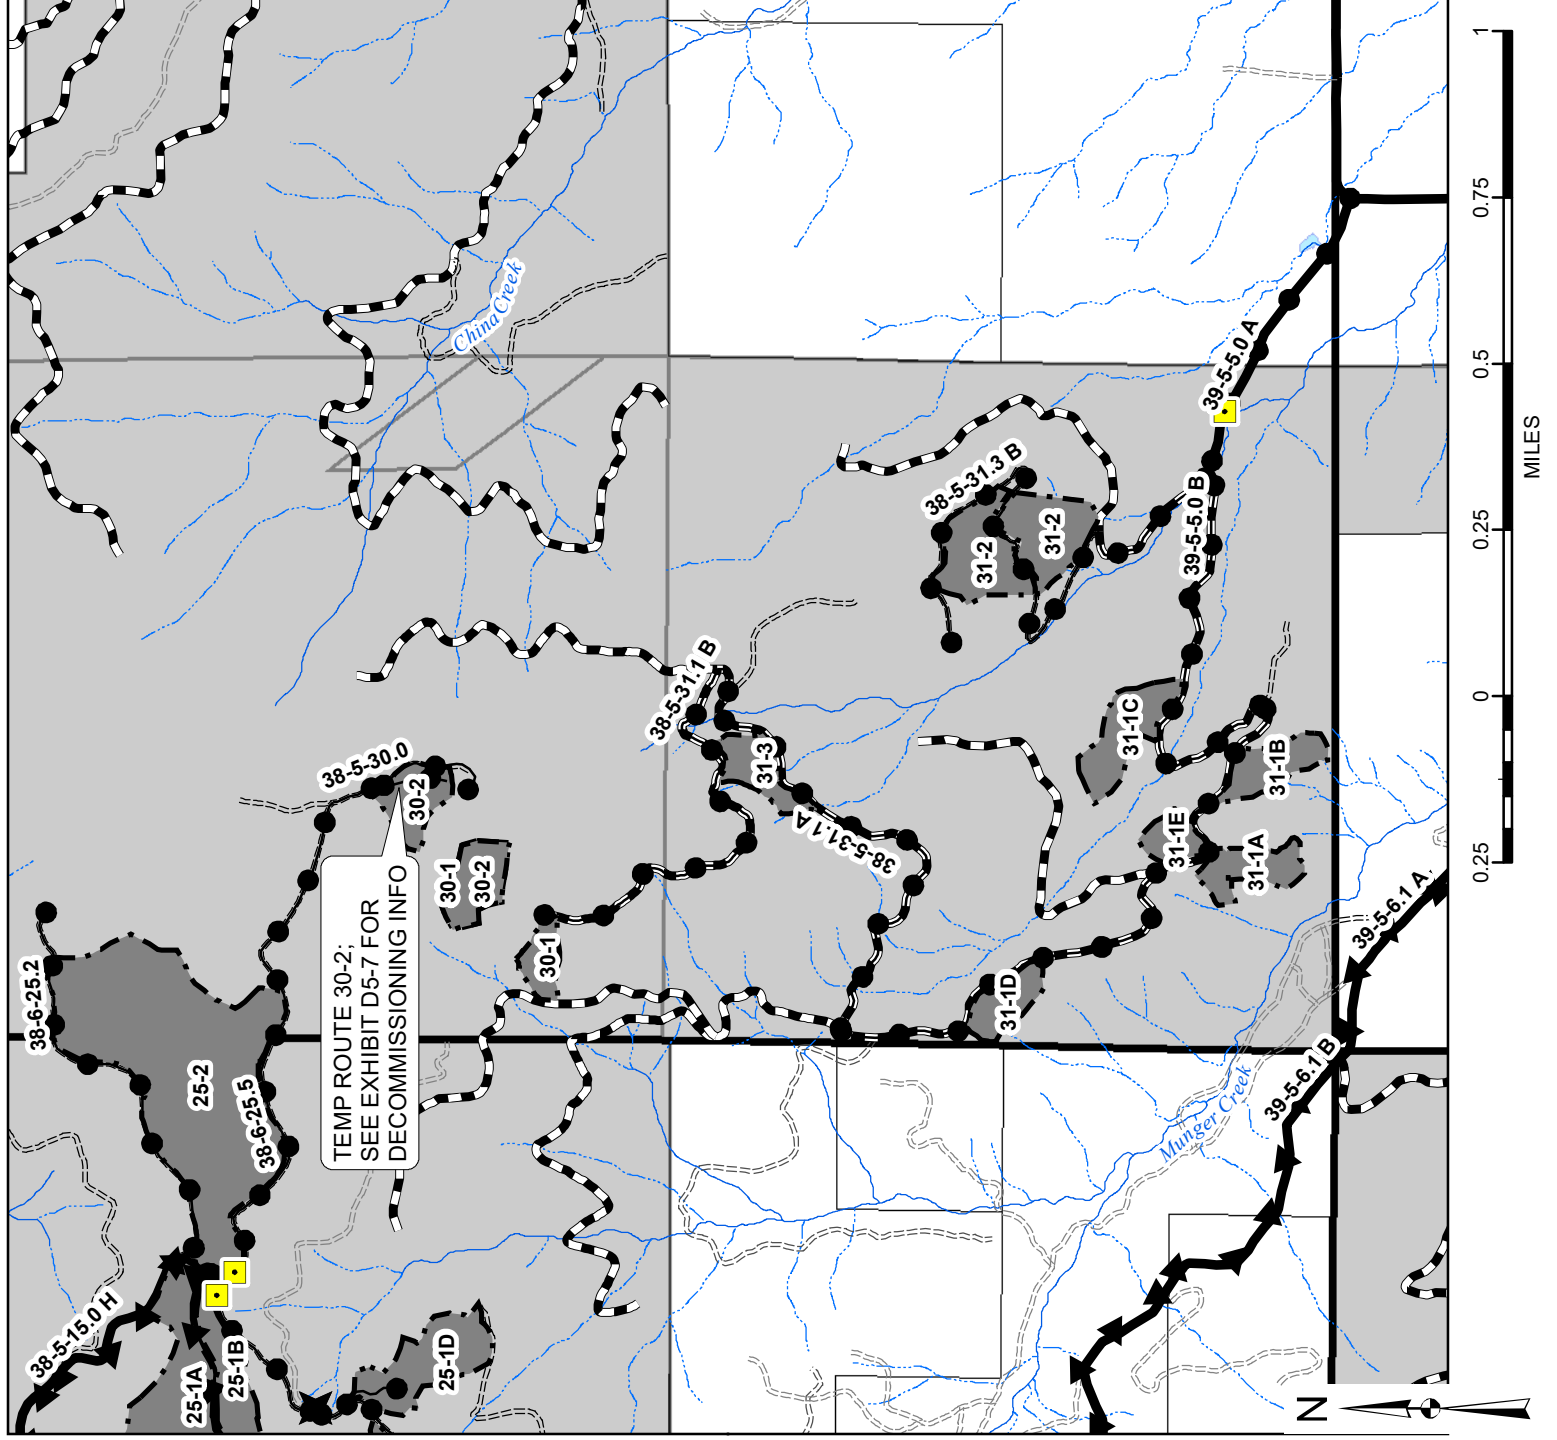 38-6-25.2
25-2
38-6-25.5
38-5-15.0 H
25-1A
25-1B
25-1D
38-5-30.0
30-2
TEMP ROUTE 30-2;
SEE EXHIBIT D5-7 FOR
DECOMMISSIONING INFO
30-1
30-2
30-1
China Creek
38-5-31.1 B
31-3
38-5-31.1 A
38-5-31.3 B
31-2
31-2
39-5-5.0 A
39-5-5.0 B
31-1C
31-1B
31-1E
31-1A
31-1D
Munger Creek
39-5-6.1 A
39-5-6.1 B
N
0.25
0
0.25
0.5
0.75
1
MILES